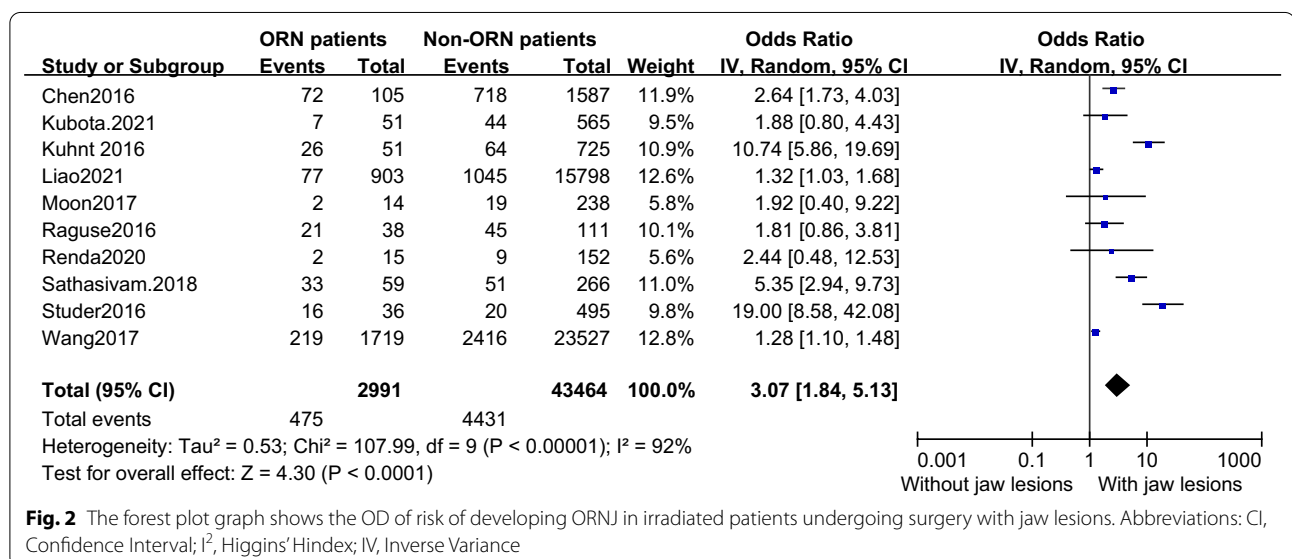 ORN patients Non-ORN patients Odds Ratio Odds Ratio
Study or Subgroup Events Total Events Total Weight IV, Random, 95% CI IV, Random, 95% CI
Chen2016 72 105 718 1587 11.9% 2.64 [1.73, 4.03]
Kubota.2021 7 51 44 565 9.5% 1.88 [0.80, 4.43]
Kuhnt 2016 26 51 64 725 10.9% 10.74 [5.86, 19.69]
Liao2021 77 903 1045 15798 12.6% 1.32 [1.03, 1.68]
Moon2017 2 14 19 238 5.8% 1.92 [0.40, 9.22]
Raguse2016 21 38 45 111 10.1% 1.81 [0.86, 3.81]
Renda2020 2 15 9 152 5.6% 2.44 [0.48, 12.53]
Sathasivam.2018 33 59 51 266 11.0% 5.35 [2.94, 9.73]
Studer2016 16 36 20 495 9.8% 19.00 [8.58, 42.08]
Wang2017 219 1719 2416 23527 12.8% 1.28 [1.10, 1.48]
Total (95% CI) 2991 43464 100.0% 3.07 [1.84, 5.13]
Total events 475 4431
Heterogeneity: Tau² = 0.53; Chi² = 107.99, df = 9 (P < 0.00001); I² = 92%
Test for overall effect: Z = 4.30 (P < 0.0001)
0.001 0.1 1 10 1000
Without jaw lesions With jaw lesions
Fig. 2 The forest plot graph shows the OD of risk of developing ORNJ in irradiated patients undergoing surgery with jaw lesions. Abbreviations: CI,
Confidence Interval; I², Higgins' Hindex; IV, Inverse Variance